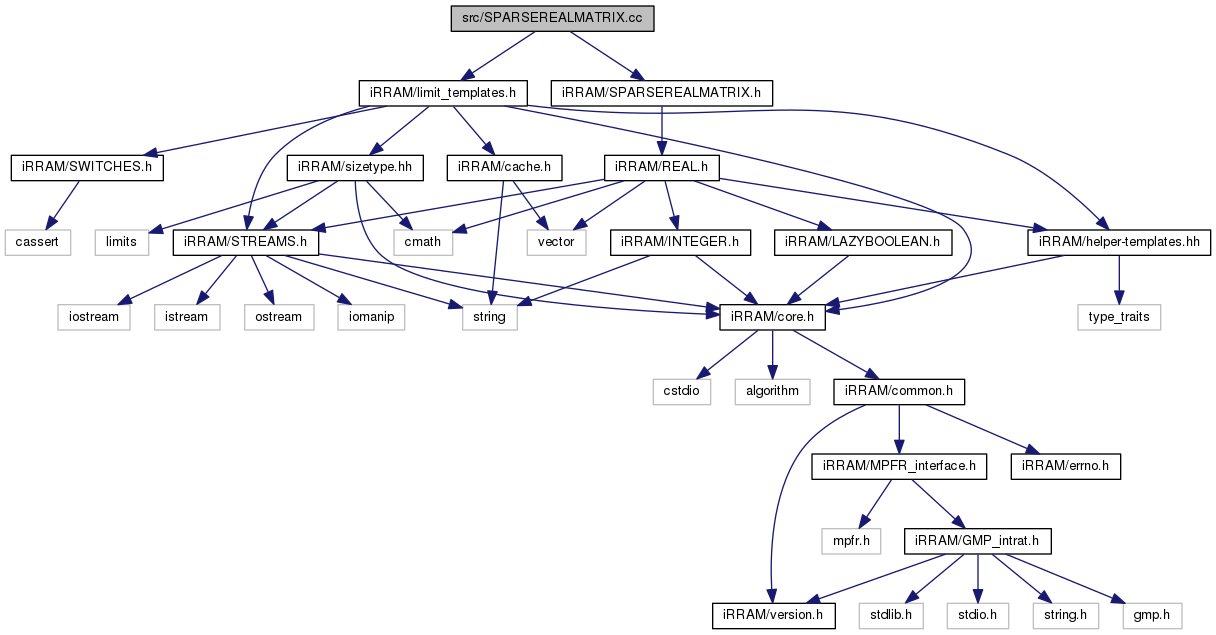 src/SPARSEREALMATRIX.cc
iRRAM/limit_templates.h
iRRAM/SPARSEREALMATRIX.h
iRRAM/SWITCHES.h
iRRAM/sizetype.hh
iRRAM/cache.h
iRRAM/REAL.h
cassert
limits
iRRAM/STREAMS.h
cmath
vector
iRRAM/INTEGER.h
iRRAM/LAZYBOOLEAN.h
iRRAM/helper-templates.hh
iostream
istream
ostream
iomanip
string
iRRAM/core.h
type_traits
cstdio
algorithm
iRRAM/common.h
iRRAM/MPFR_interface.h
iRRAM/errno.h
mpfr.h
iRRAM/GMP_intrat.h
iRRAM/version.h
stdlib.h
stdio.h
string.h
gmp.h